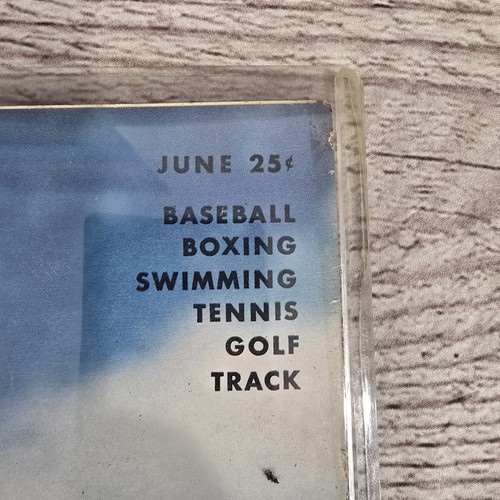 JUNE 25¢
BASEBALL
BOXING
SWIMMING
TENNIS
GOLF
TRACK